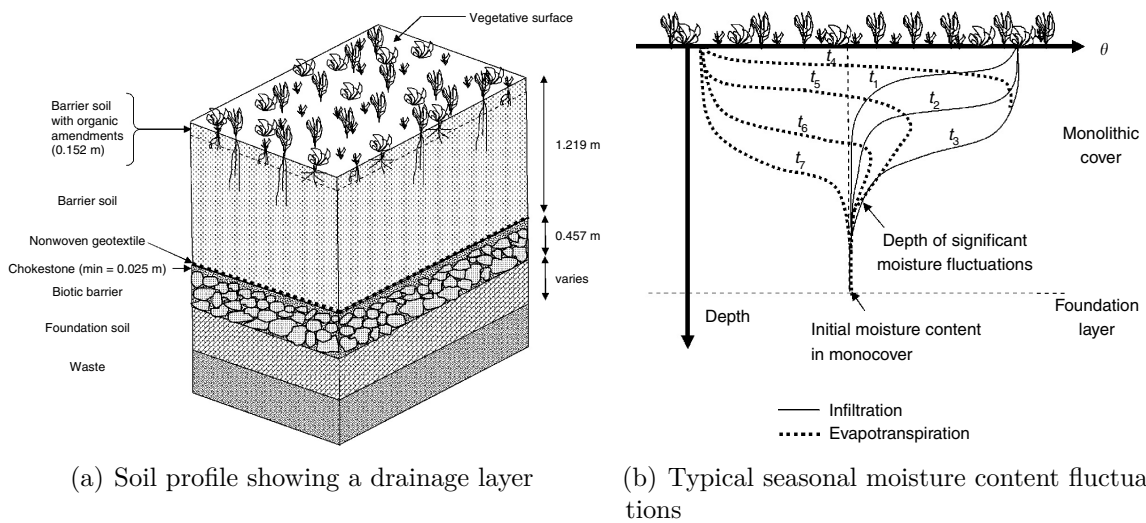 Vegetative surface
Barrier soil
with organic
amendments
(0.152 m)
1.219 m
Barrier soil
Nonwoven geotextile
0.457 m
Chokestone (min = 0.025 m)
varies
Biotic barrier
Foundation soil
Waste
(a) Soil profile showing a drainage layer
θ
t4
t1
t5
t2
t6
t3
t7
Monolithic
cover
Depth of significant
moisture fluctuations
Depth
Initial moisture content
in monocover
Foundation
layer
Infiltration
Evapotranspiration
(b) Typical seasonal moisture content fluctua
tions